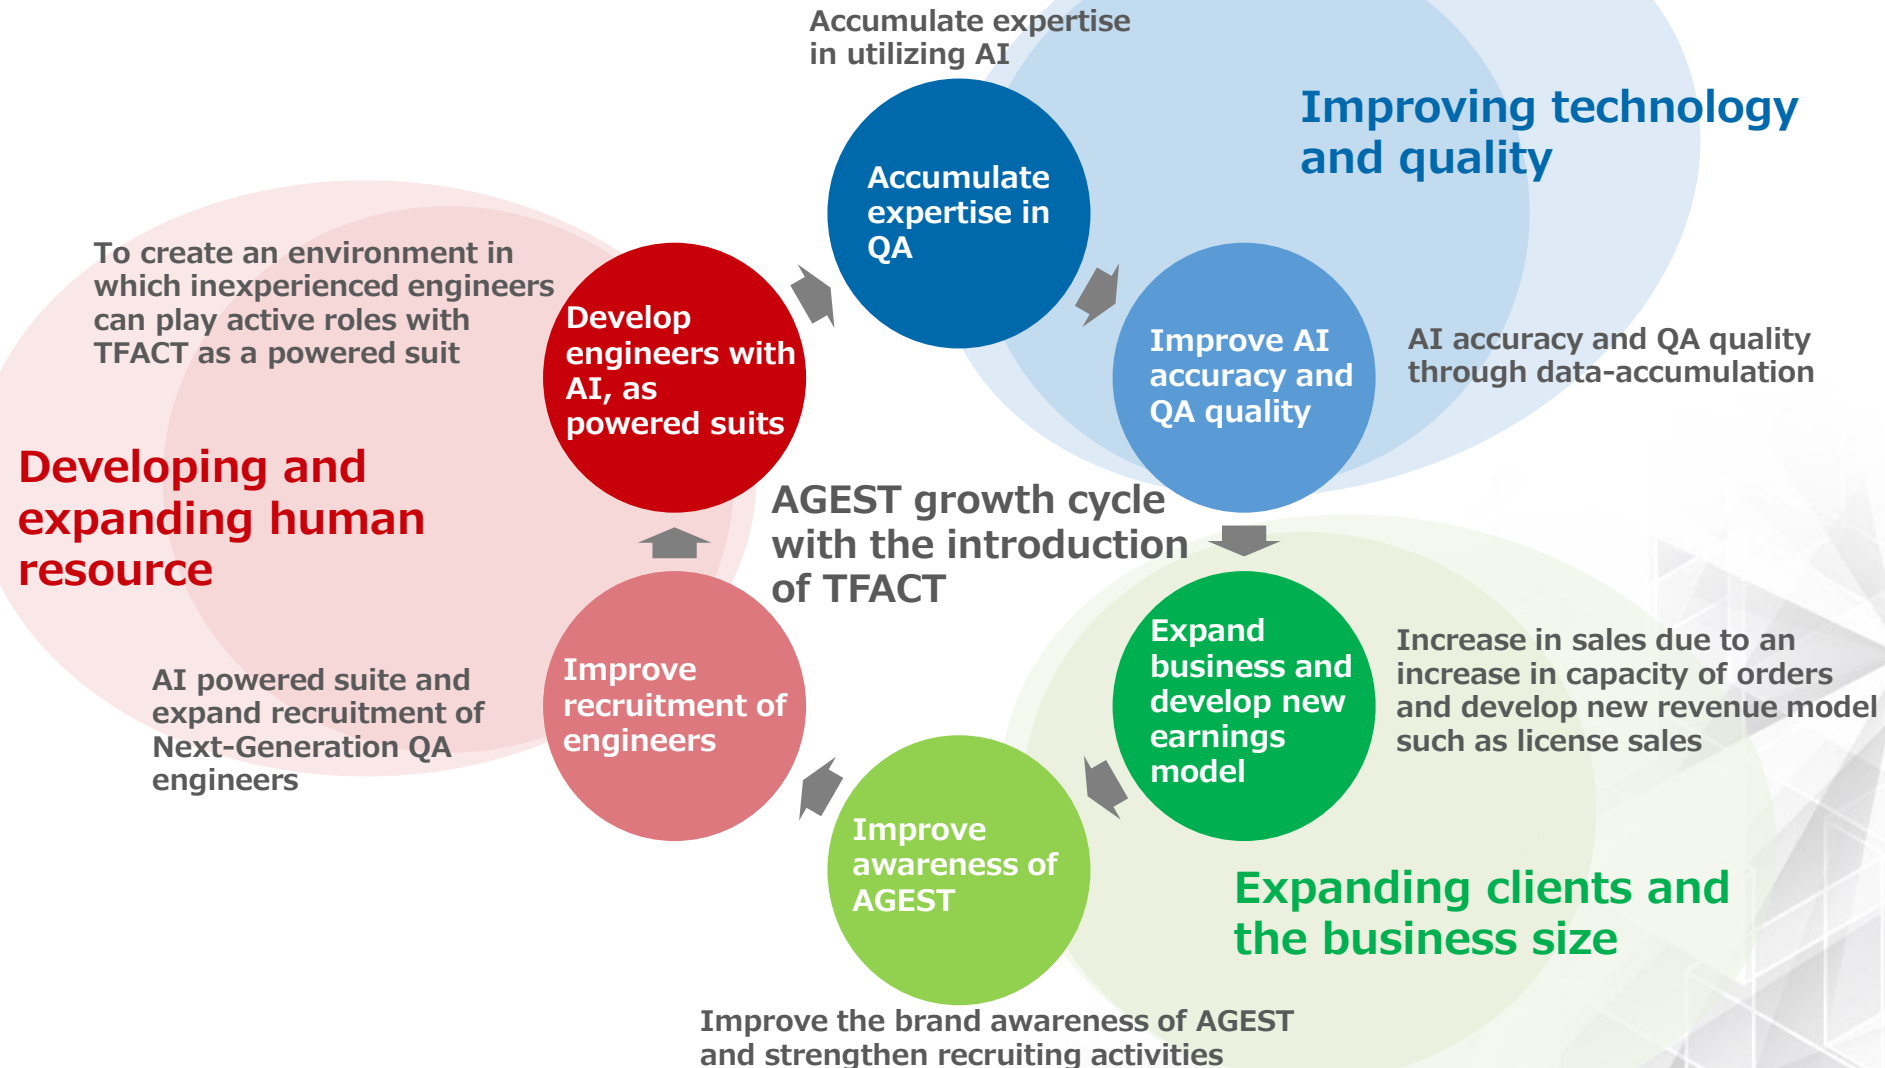 Accumulate expertise
in utilizing AI
Improving technology
and quality
Accumulate
expertise in
QA
To create an environment in
which inexperienced engineers
can play active roles with
TFACT as a powered suit
Develop
engineers with
AI, as
powered suits
Improve AI
accuracy and
QA quality
AI accuracy and QA quality
through data-accumulation
Developing and
expanding human
resource
AGEST growth cycle
with the introduction
of TFACT
Expand
business and
develop new
earnings
model
Increase in sales due to an
increase in capacity of orders
and develop new revenue model
such as license sales
Improve
recruitment of
engineers
AI powered suite and
expand recruitment of
Next-Generation QA
engineers
Improve
awareness of
AGEST
Expanding clients and
the business size
Improve the brand awareness of AGEST
and strengthen recruiting activities